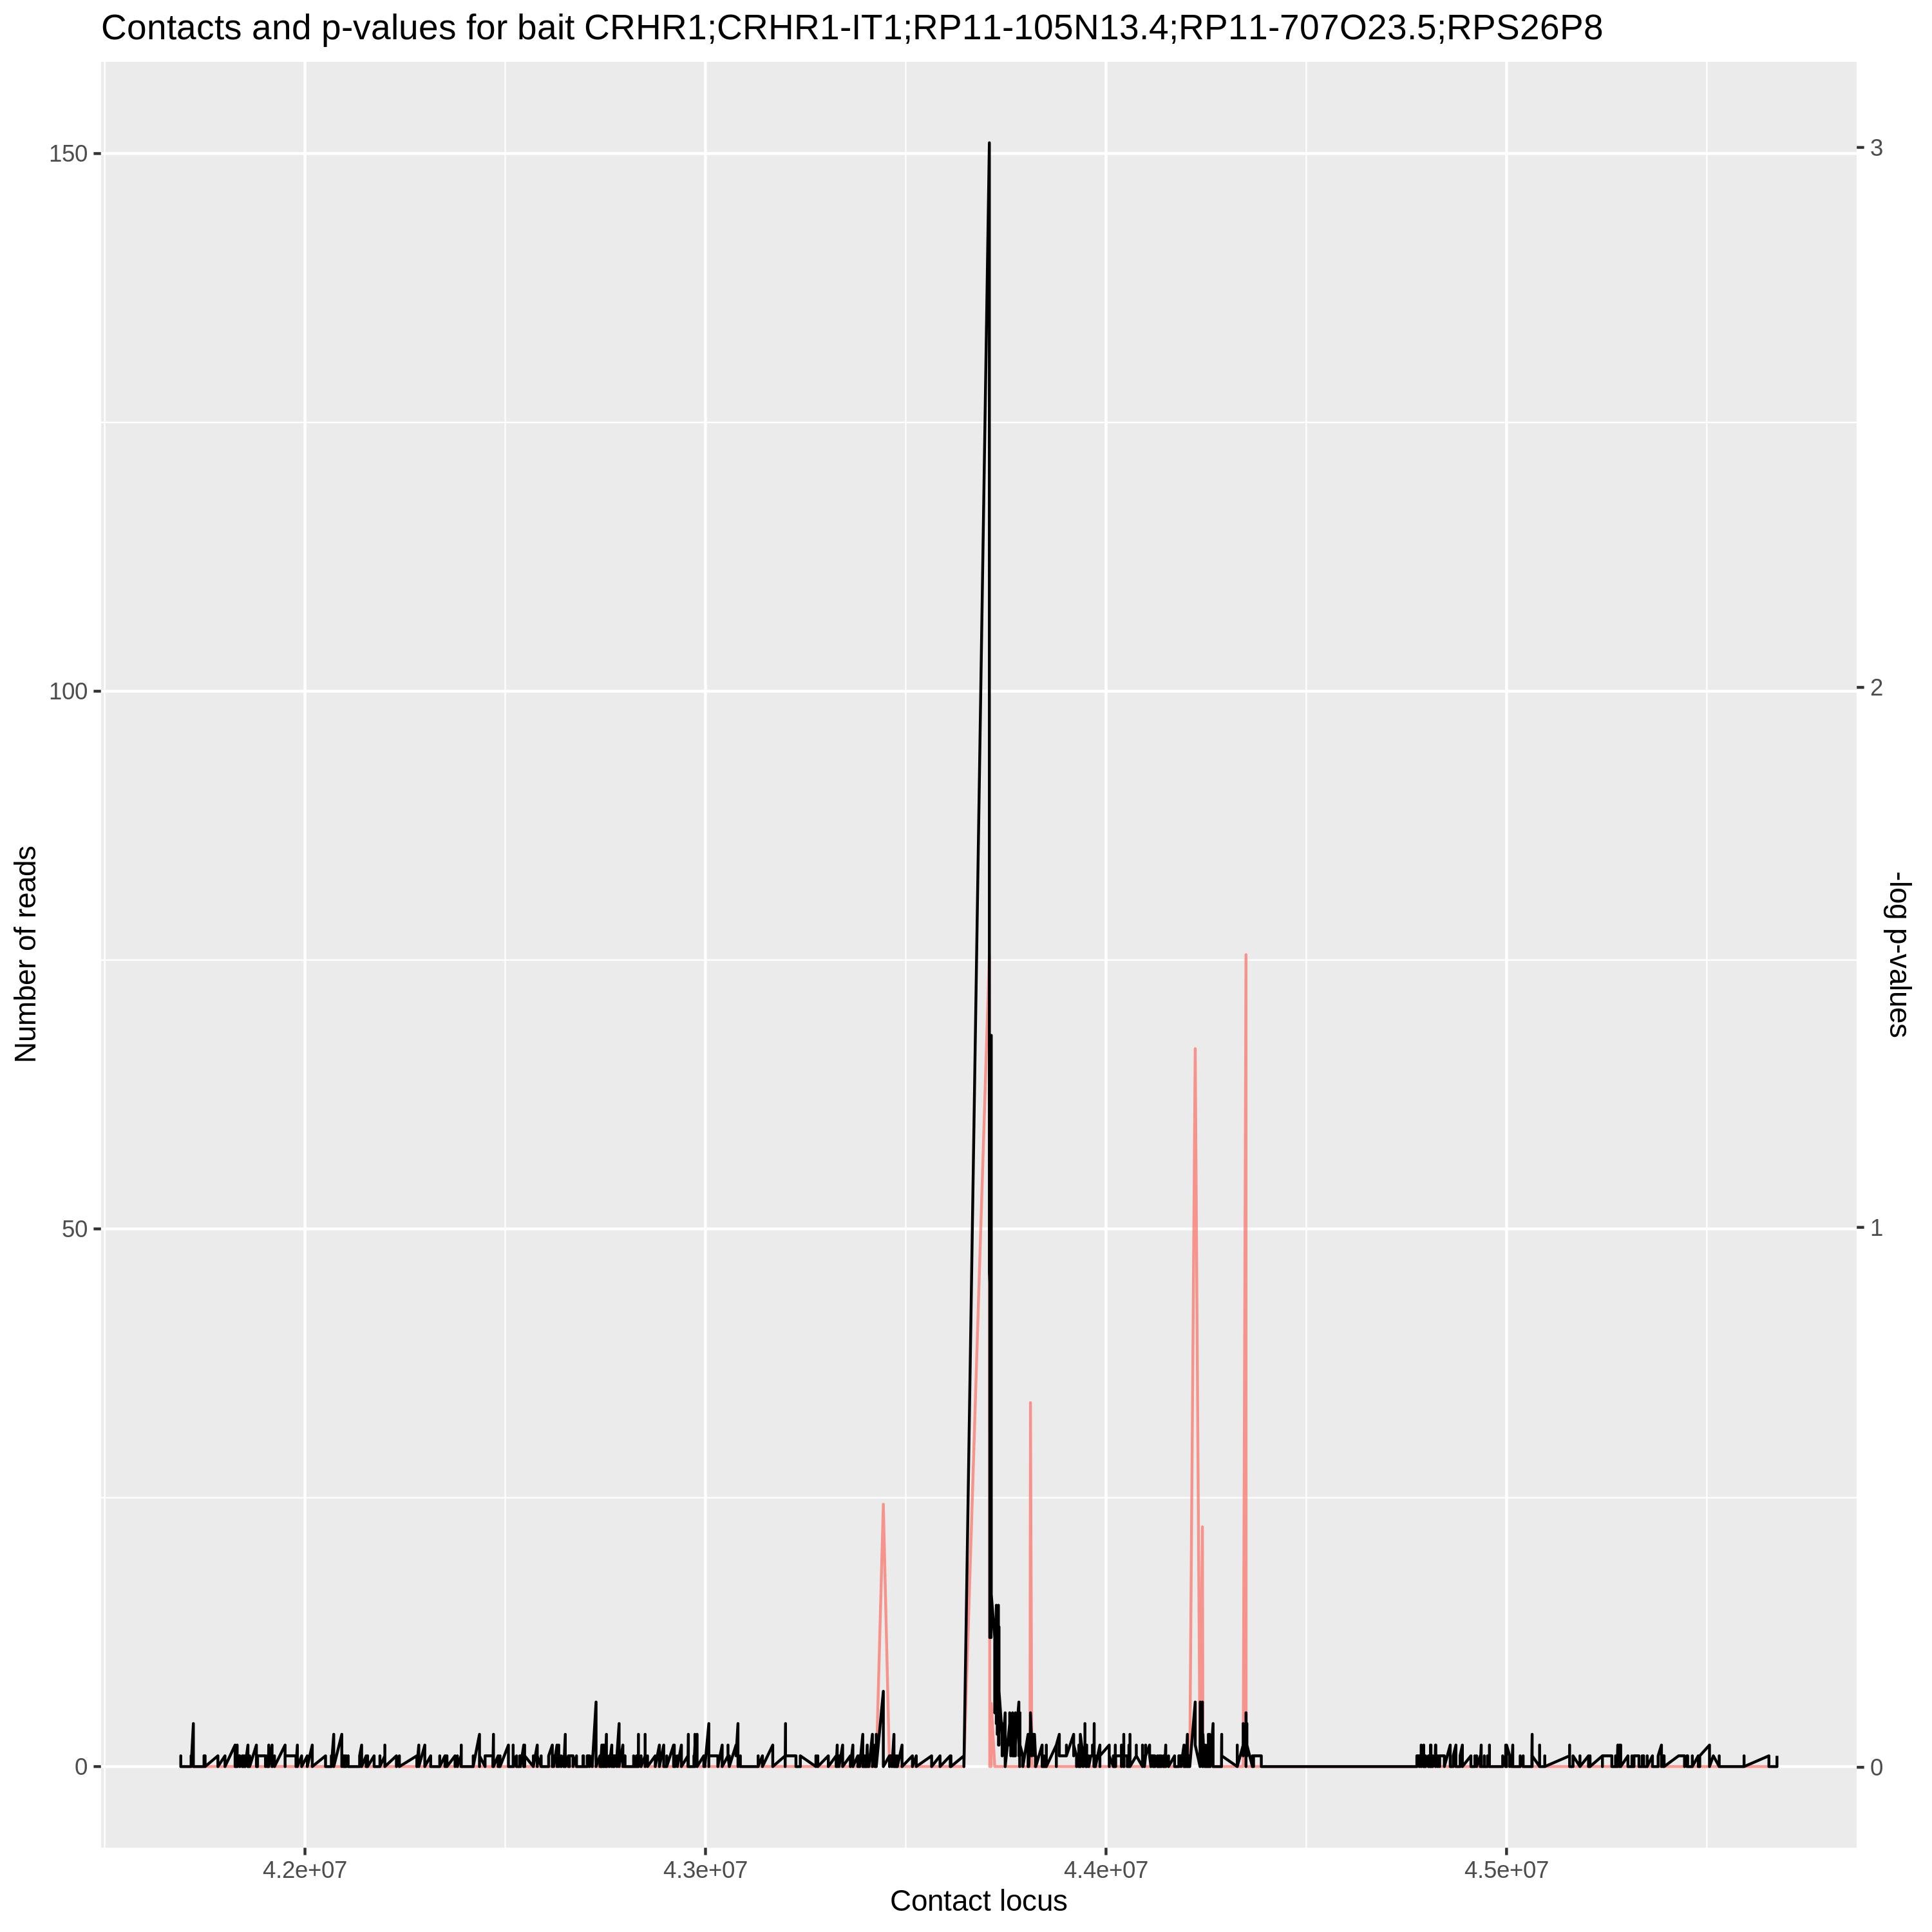 Contacts and p-values for bait CRHR1;CRHR1-IT1;RP11-105N13.4;RP11-707O23.5;RPS26P8
150
100
50
0
Number of reads
3
2
1
0
-log p-values
4.2e+07 4.3e+07 4.4e+07 4.5e+07
Contact locus